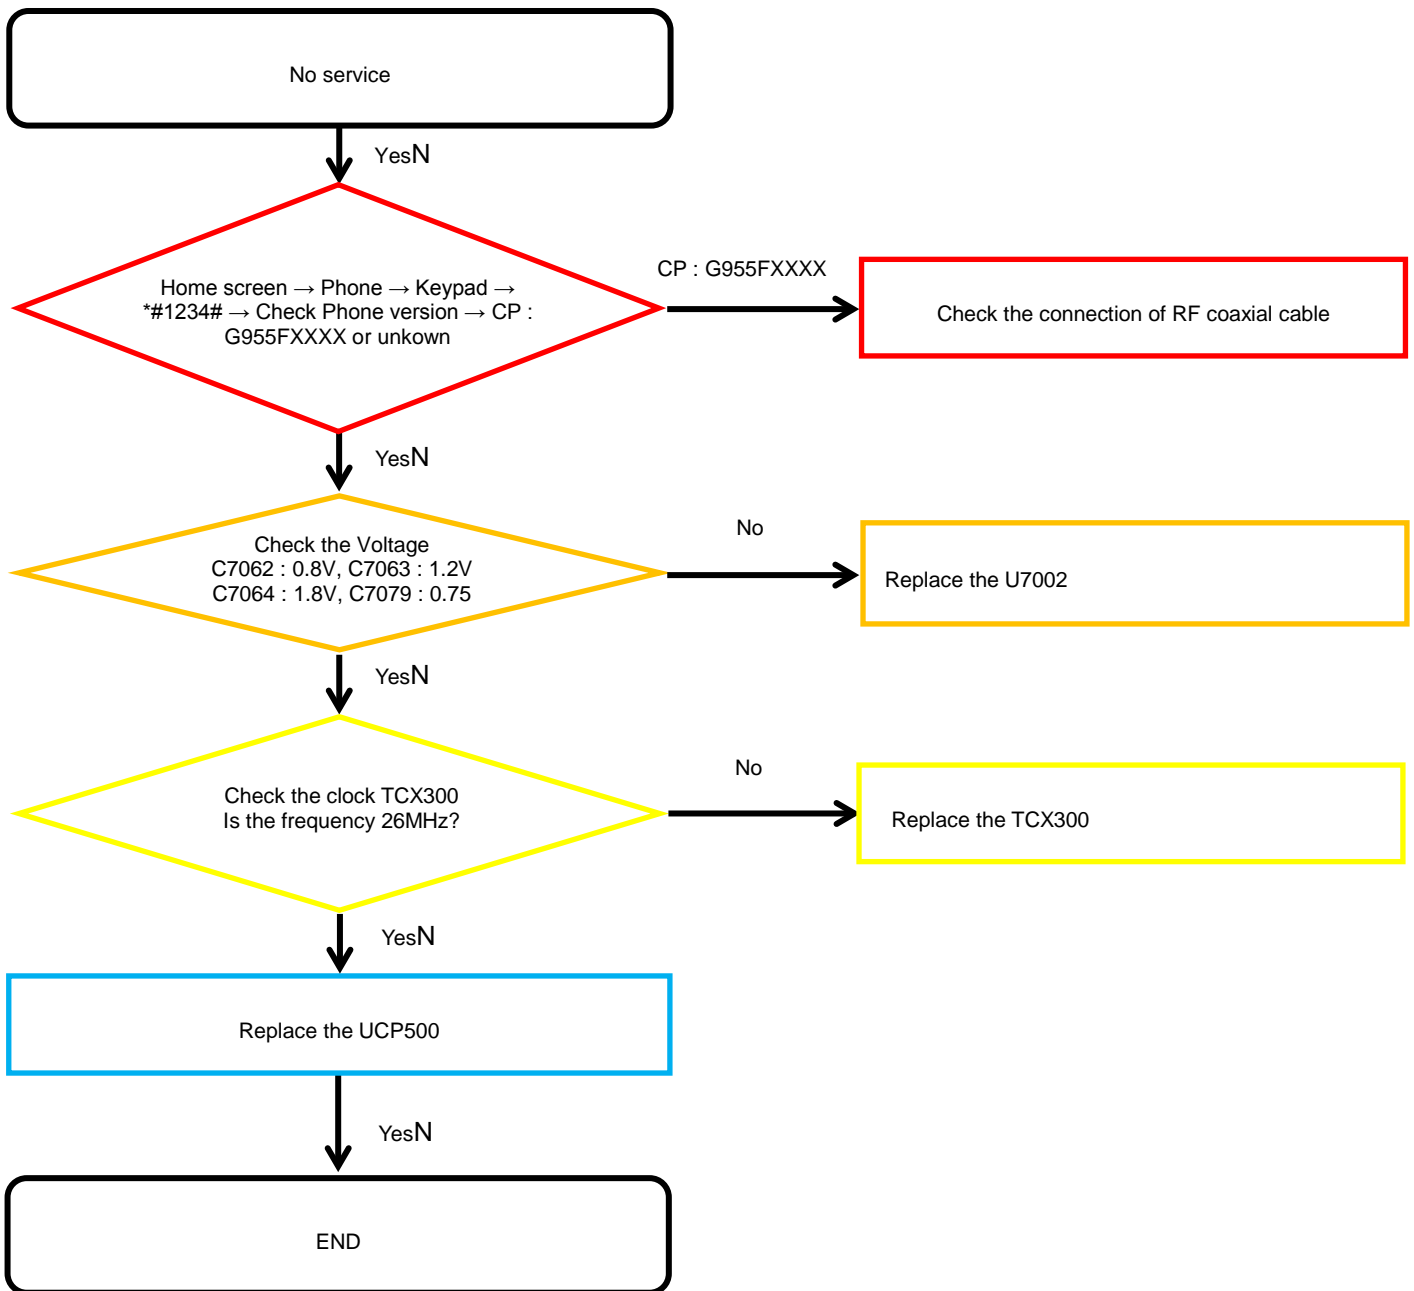 No service
YesN
Home screen → Phone → Keypad →
*#1234# → Check Phone version → CP :
G955FXXXX or unkown
CP : G955FXXXX
Check the connection of RF coaxial cable
YesN
Check the Voltage
C7062 : 0.8V, C7063 : 1.2V
C7064 : 1.8V, C7079 : 0.75
No
Replace the U7002
YesN
Check the clock TCX300
Is the frequency 26MHz?
No
Replace the TCX300
YesN
Replace the UCP500
YesN
END